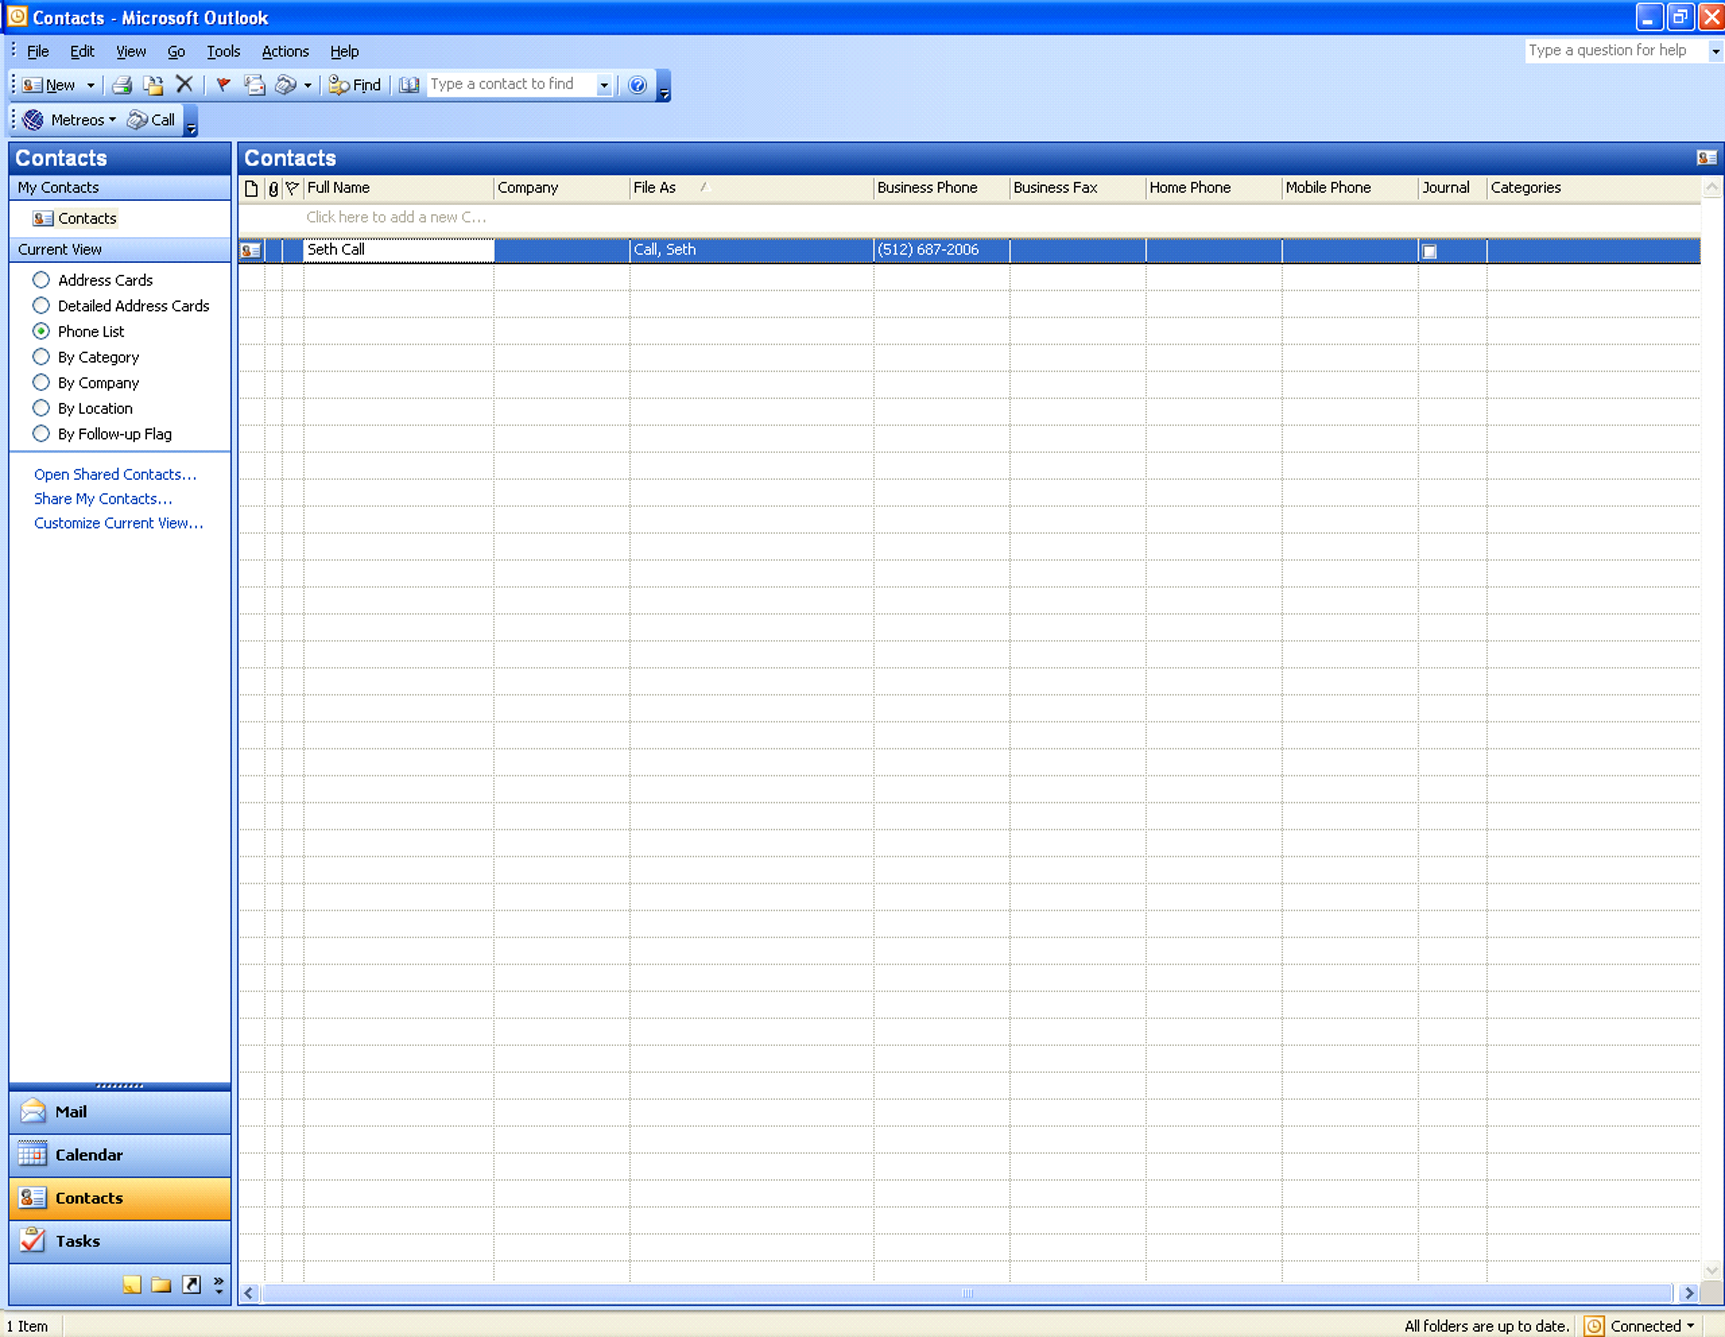 Contacts - Microsoft Outlook
File Edit View Go Tools Actions Help
Type a question for help
New Find Type a contact to find
Metreos Call
Contacts
My Contacts
Contacts
Current View
Address Cards
Detailed Address Cards
Phone List
By Category
By Company
By Location
By Follow-up Flag
Open Shared Contacts...
Share My Contacts...
Customize Current View...
Mail
Calendar
Contacts
Tasks
Contacts
Full Name Company File As Business Phone Business Fax Home Phone Mobile Phone Journal Categories
Click here to add a new C...
Seth Call Call, Seth (512) 687-2006
1 Item
All folders are up to date. Connected